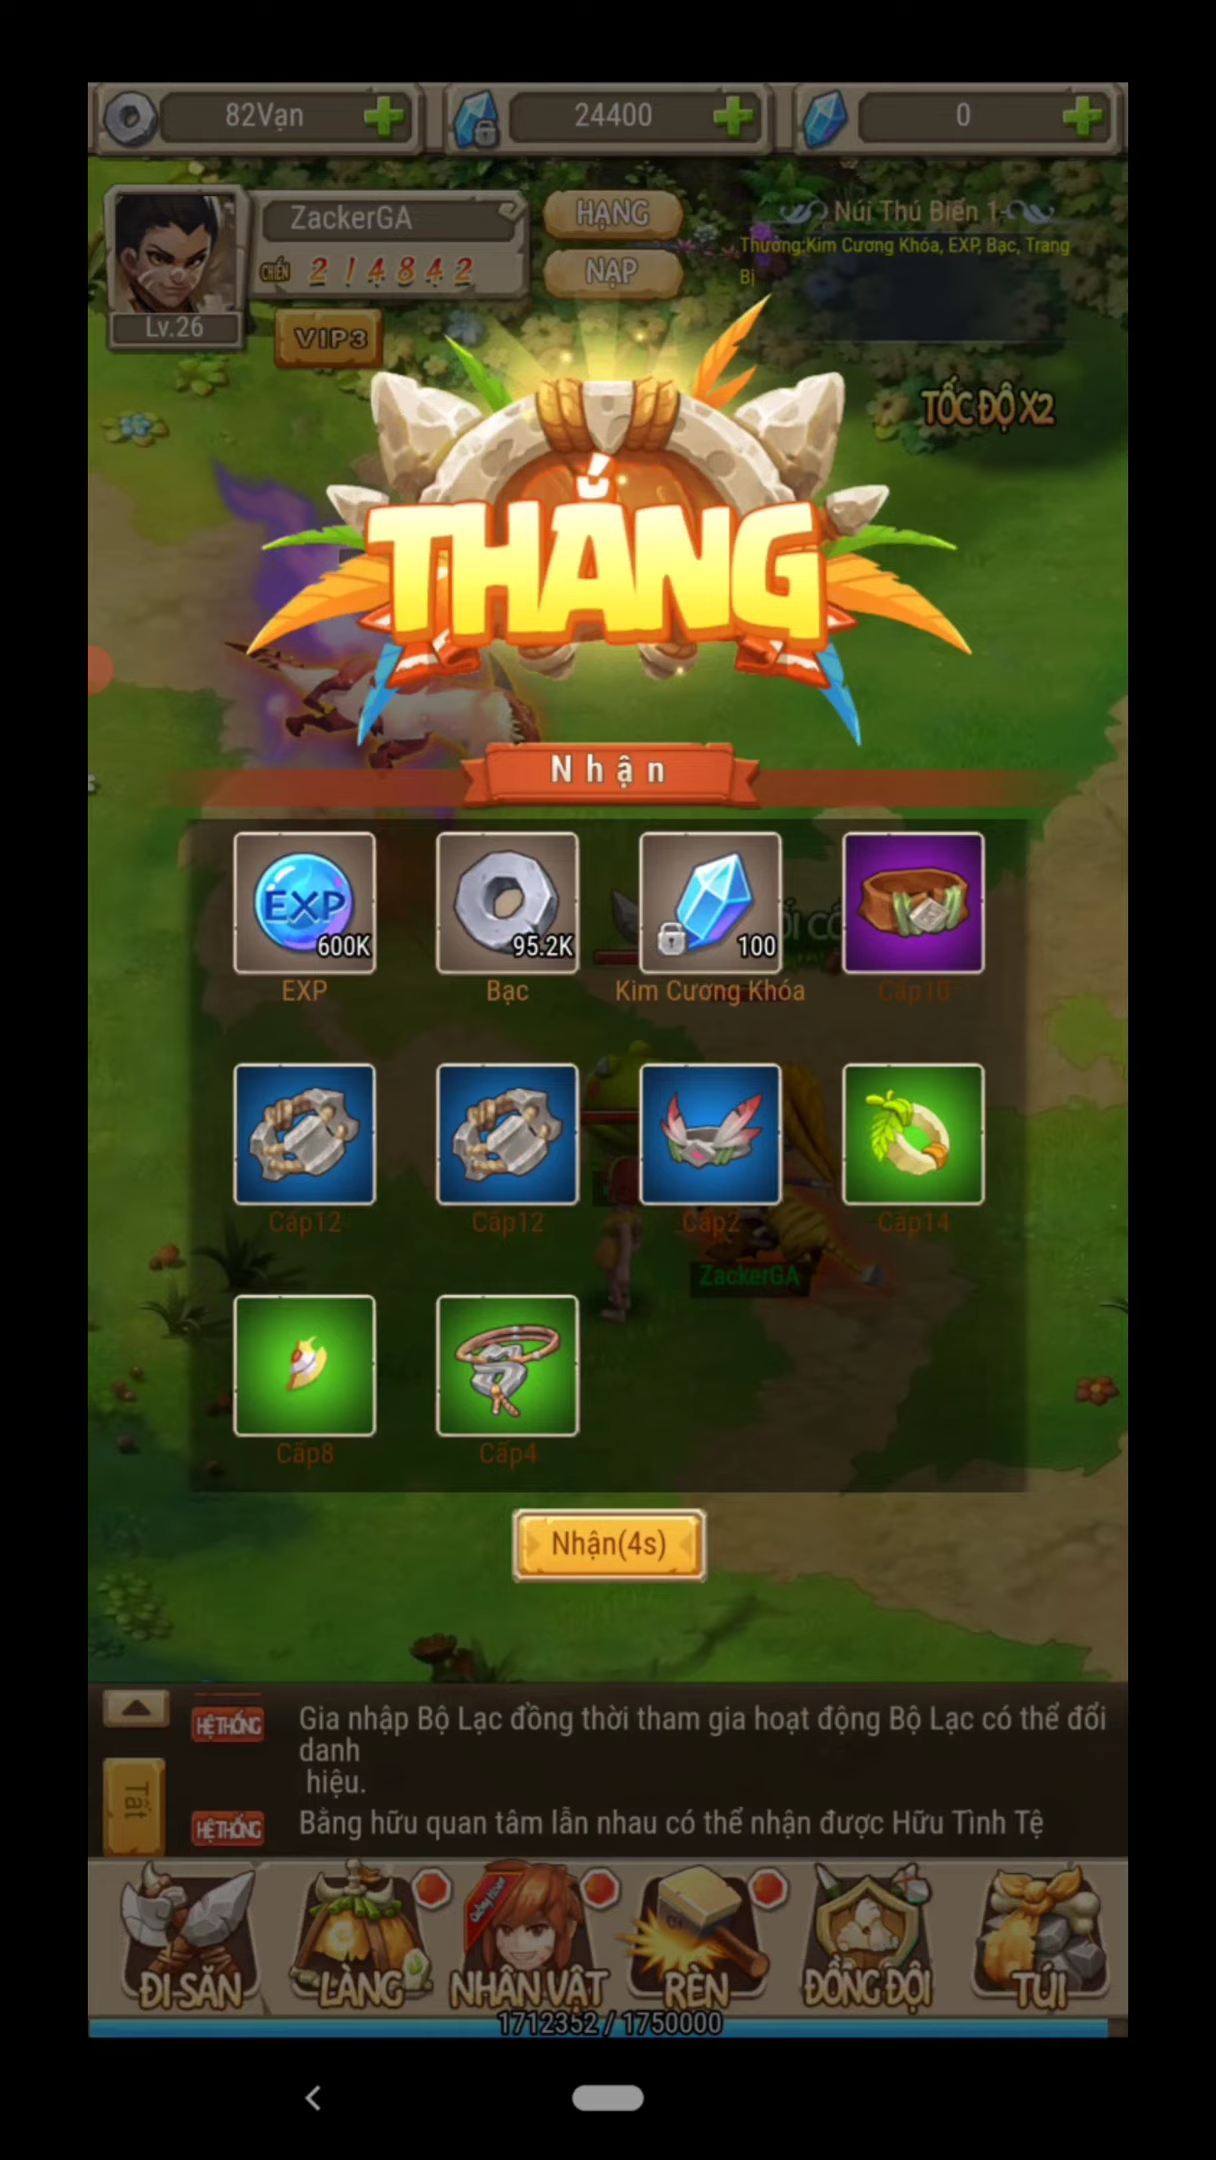 82Vạn
24400
0
ZackerGA
CHIẾN 214842
Lv.26
VIP3
HẠNG
NẠP
Núi Thú Biển 1-
Thưởng:Kim Cương Khóa, EXP, Bạc, Trang
Bị
TỐC ĐỘ X2
THẮNG
Nhận
EXP
600K
95.2K
100
EXP
Bạc
Kim Cương Khóa
Cấp10
Cấp12
Cấp12
Cấp2
Cấp14
ZackerGA
Cấp8
Cấp4
Nhận(4s)
HỆ THỐNG
Gia nhập Bộ Lạc đồng thời tham gia hoạt động Bộ Lạc có thể đổi
danh
hiệu.
Tất
HỆ THỐNG
Bằng hữu quan tâm lẫn nhau có thể nhận được Hữu Tình Tệ
ĐI SĂN
LÀNG
NHÂN VẬT
RÈN
ĐỒNG ĐỘI
TÚI
1712352 / 1750000